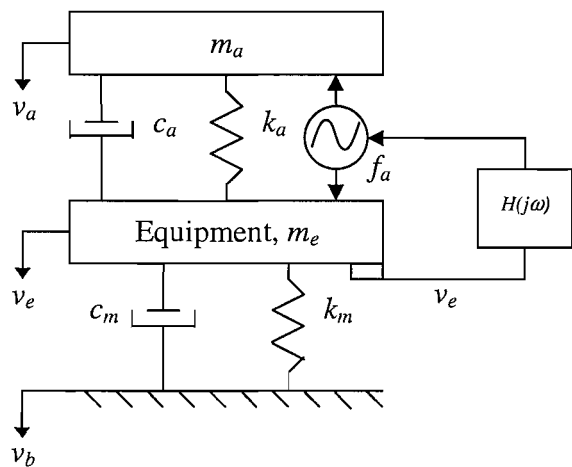 m_a
v_a
c_a
k_a
f_a
H(jω)
Equipment, m_e
v_e
v_e
c_m
k_m
v_b